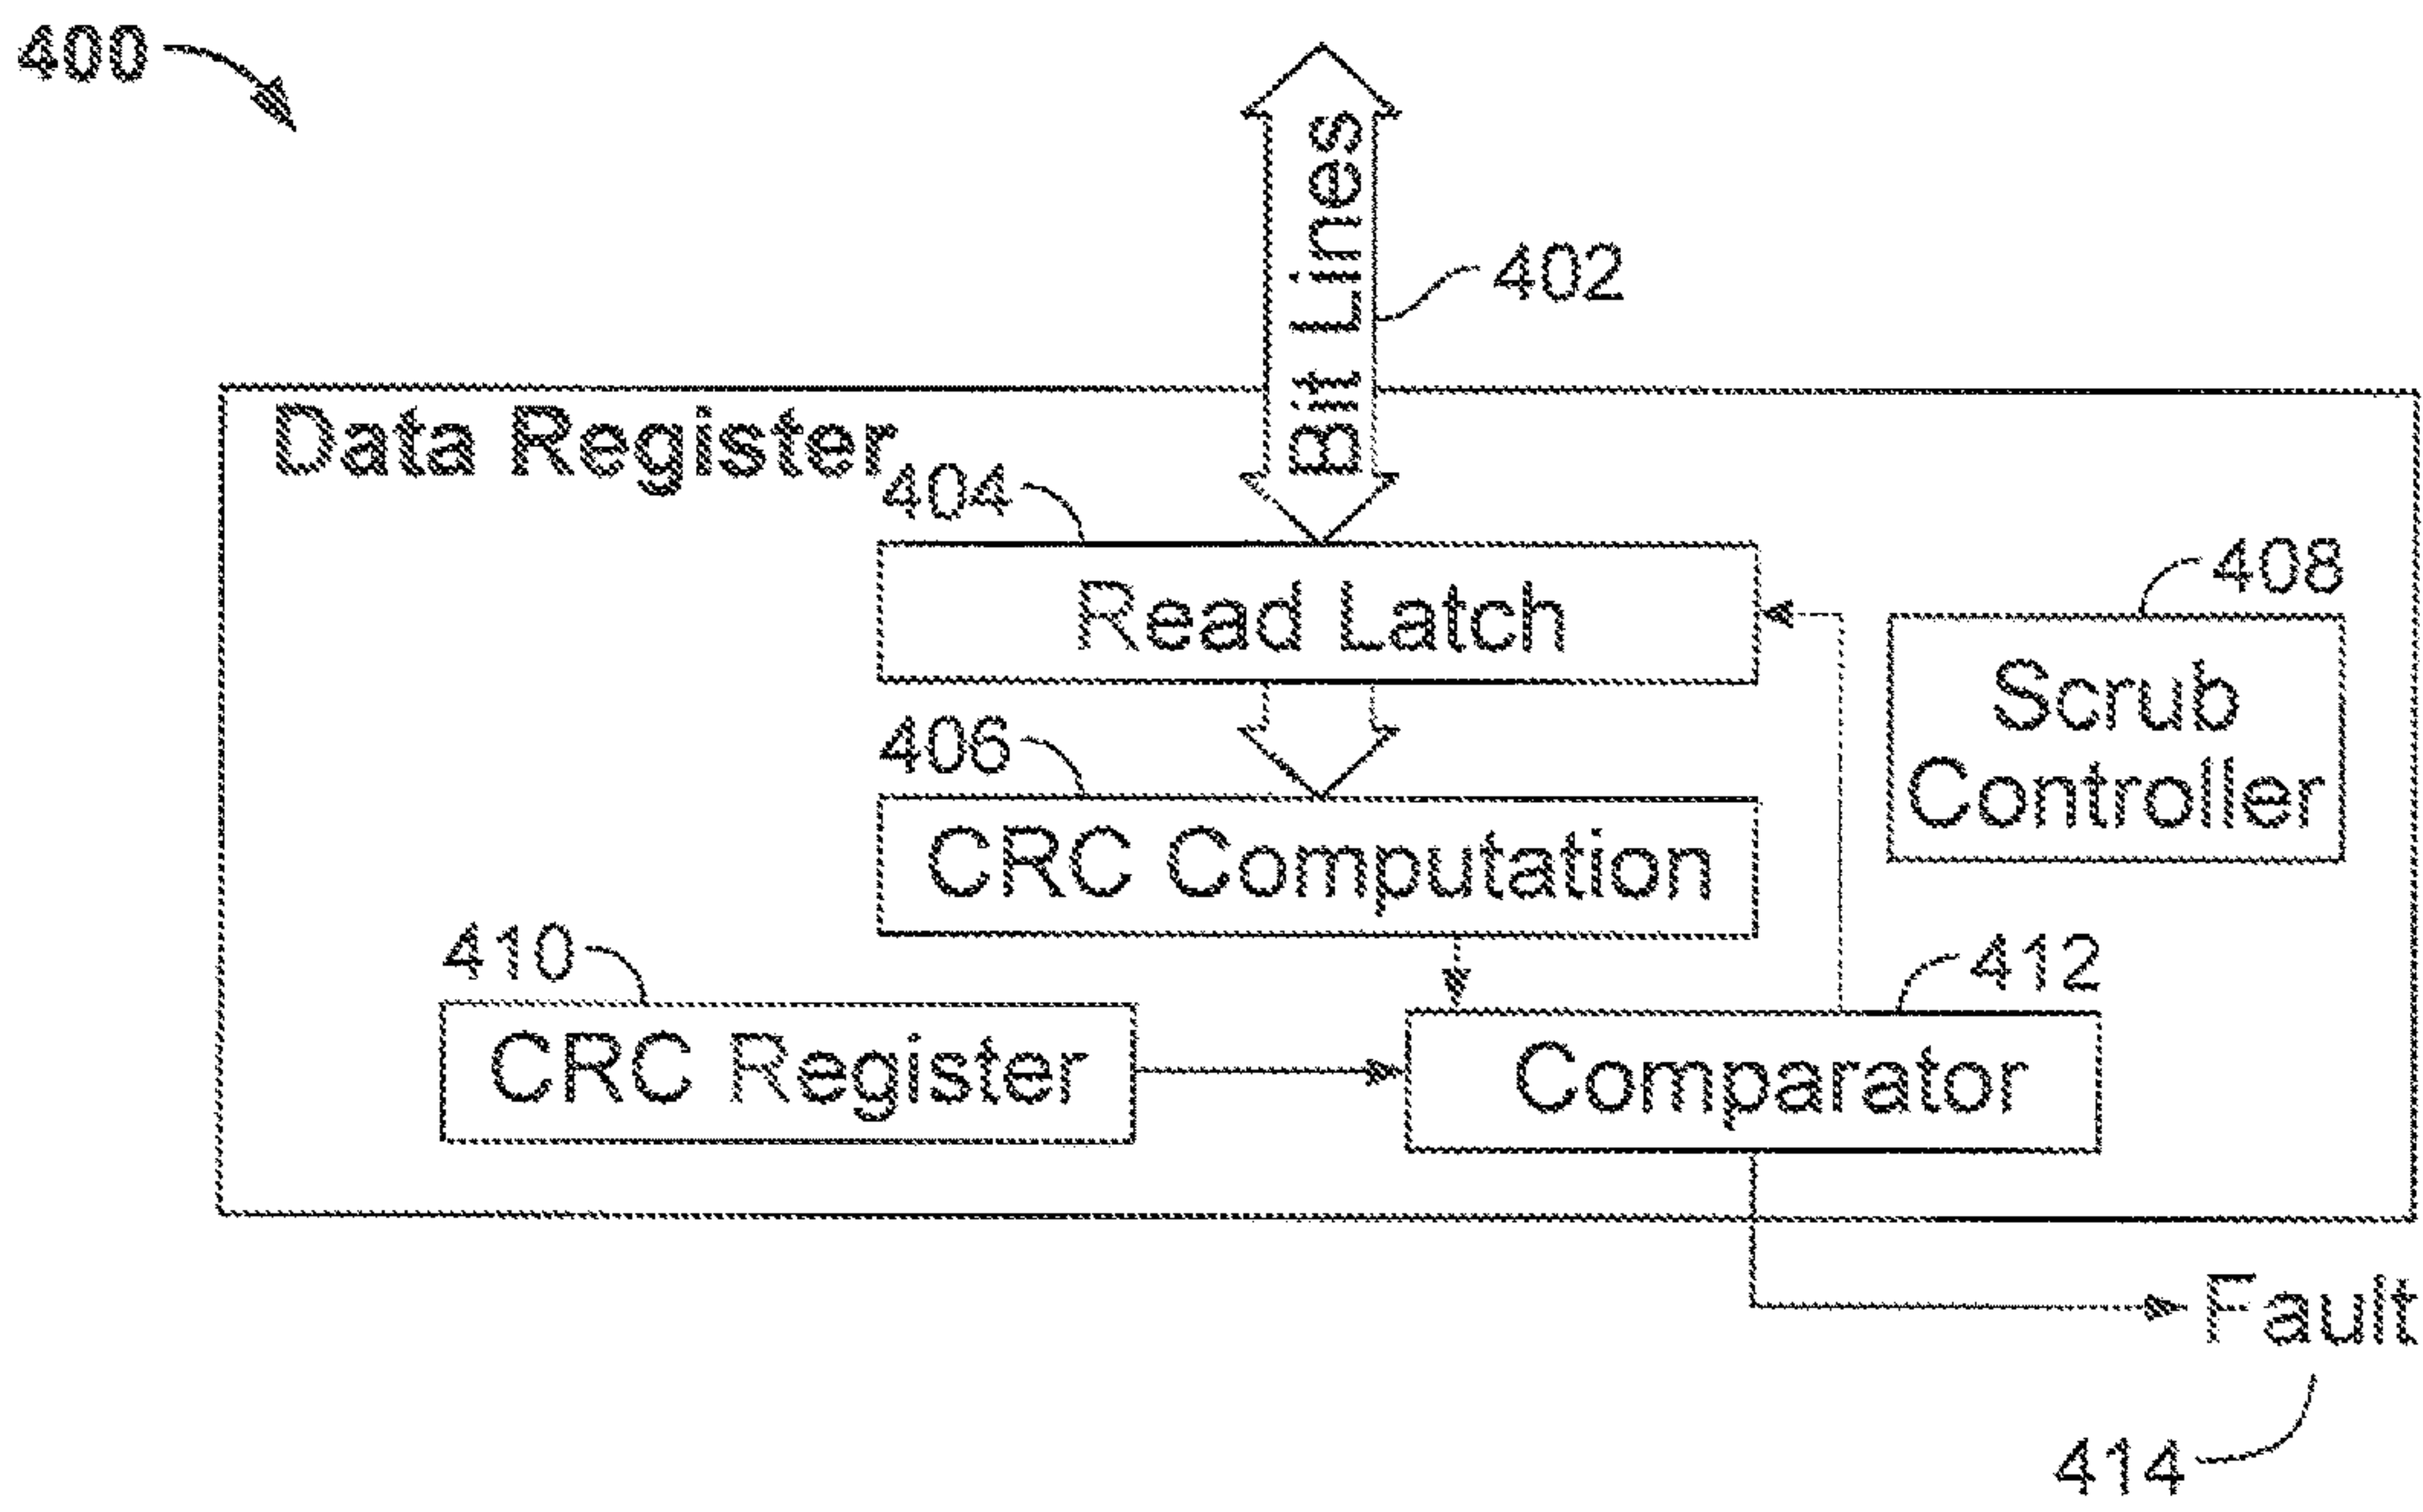 400
Bit Lines
402
Data Register
404
Read Latch
408
Scrub
Controller
406
CRC Computation
410
CRC Register
412
Comparator
Fault
414